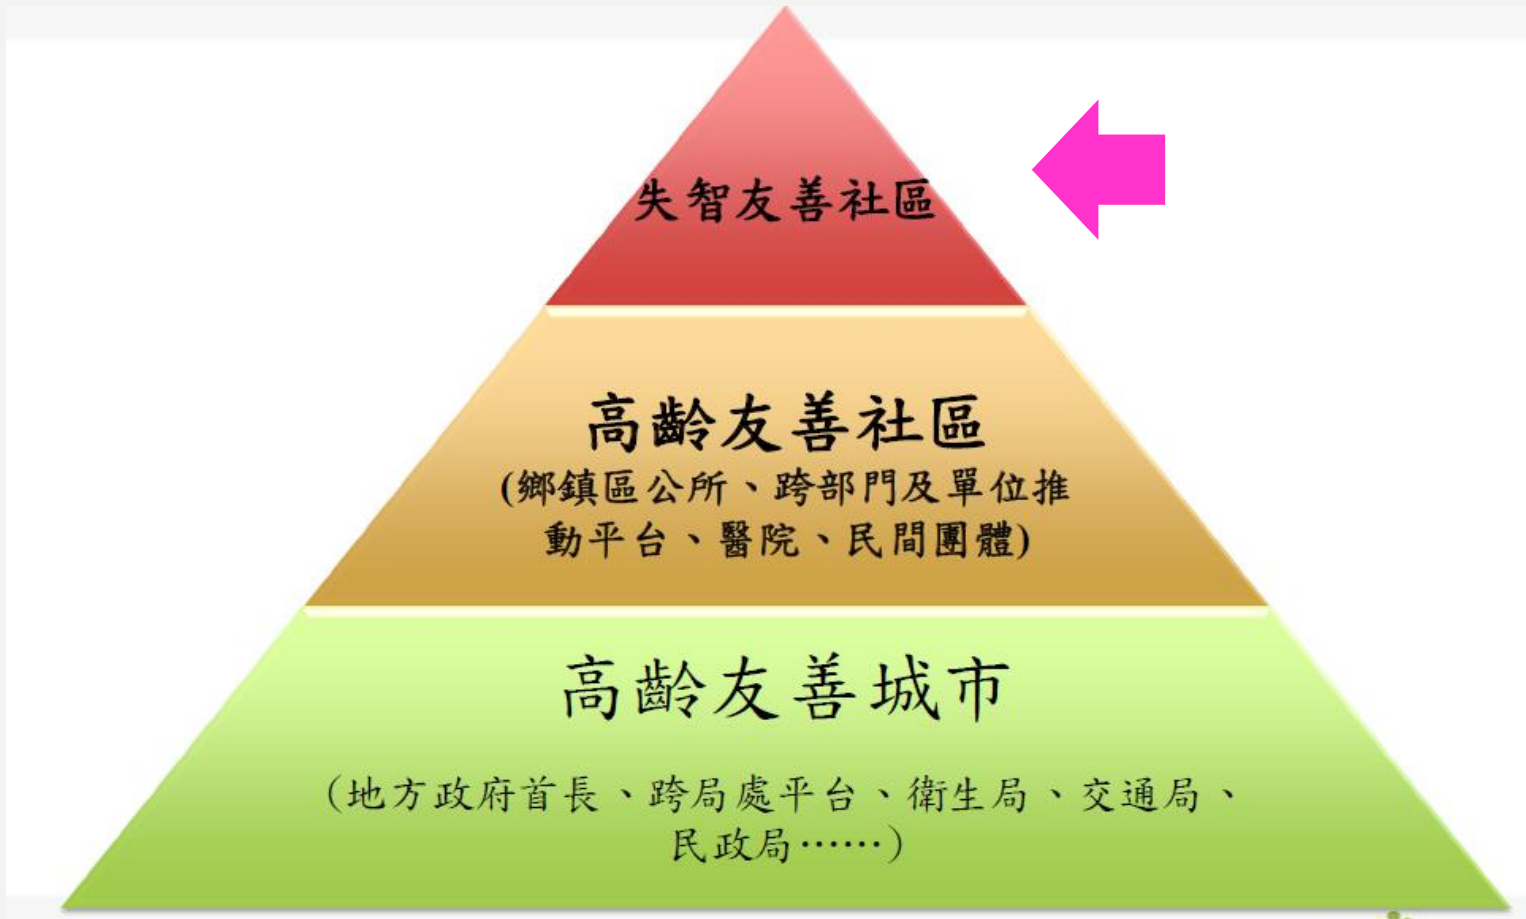 失智友善社區
高齡友善社區
(鄉鎮區公所、跨部門及單位推
動平台、醫院、民間團體)
高齡友善城市
（地方政府首長、跨局處平台、衛生局、交通局、
民政局……）